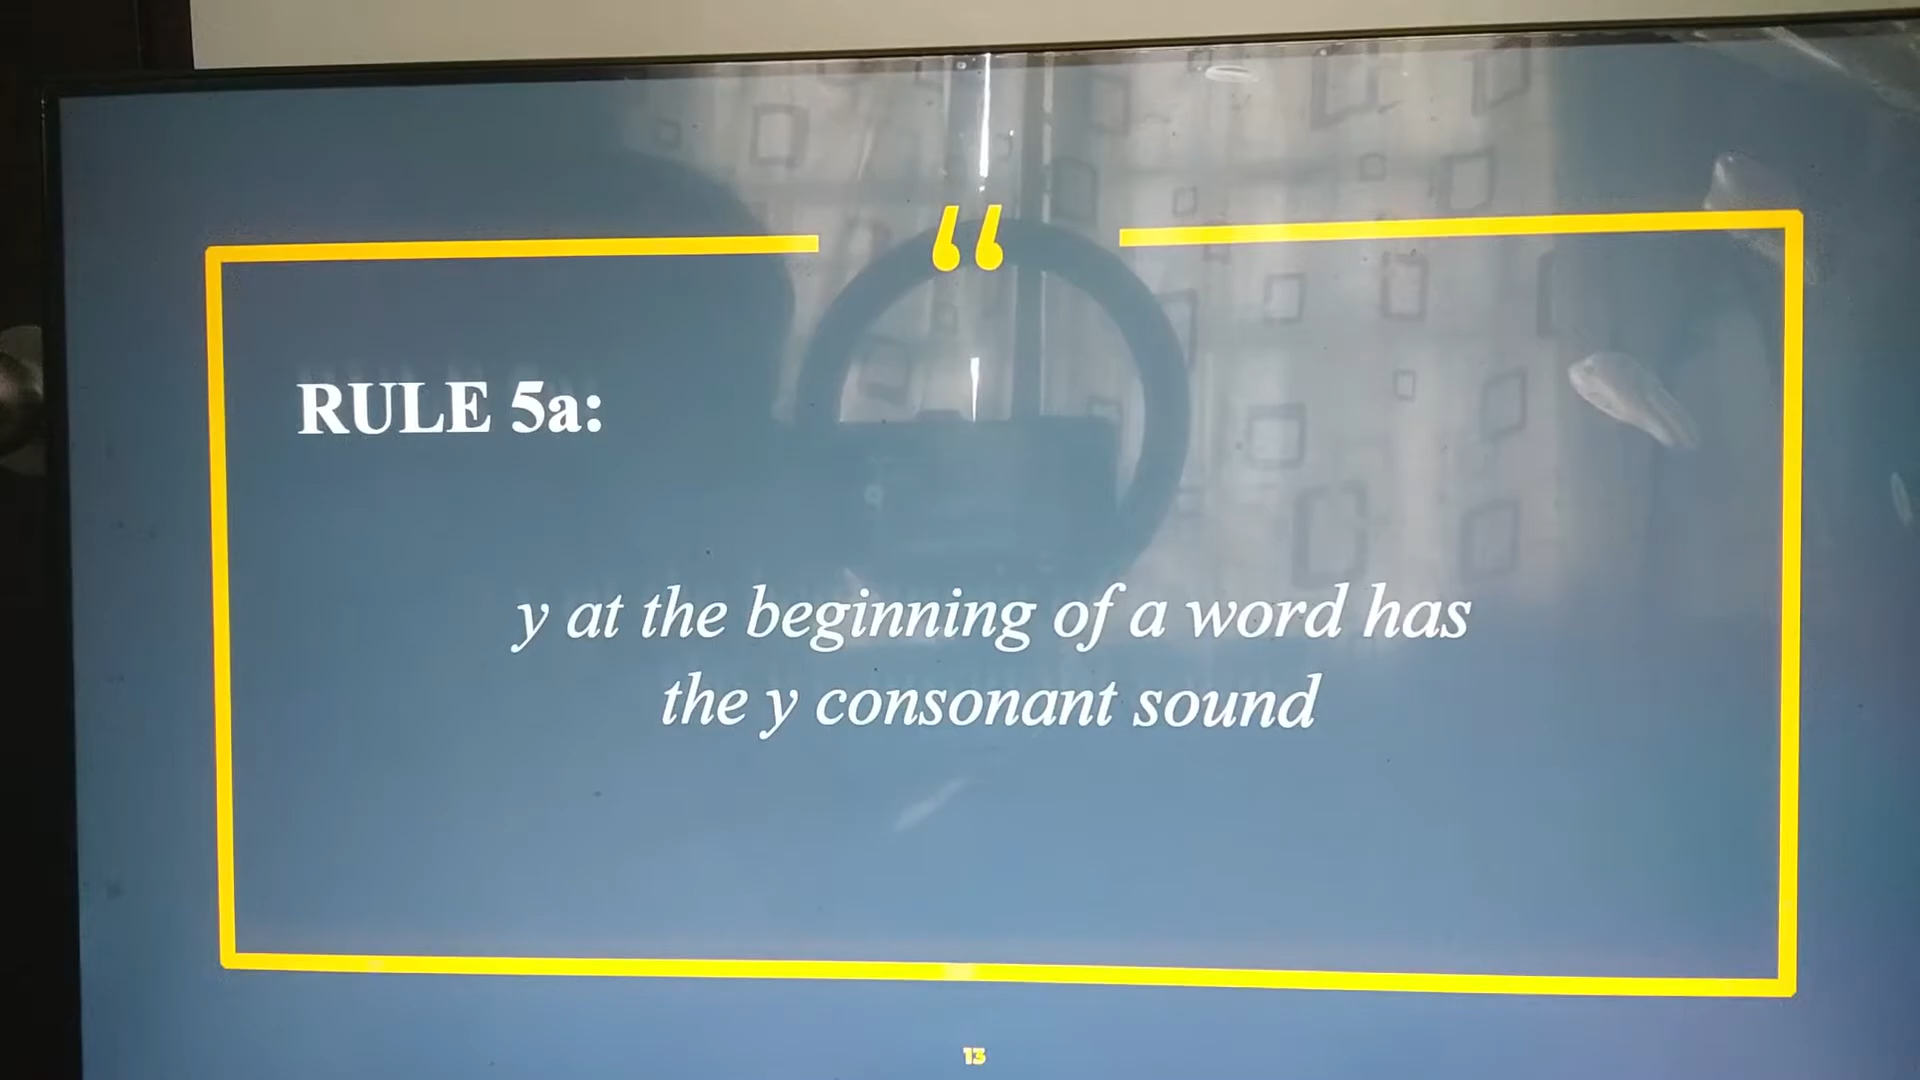 “
RULE 5a:
y at the beginning of a word has
the y consonant sound
13